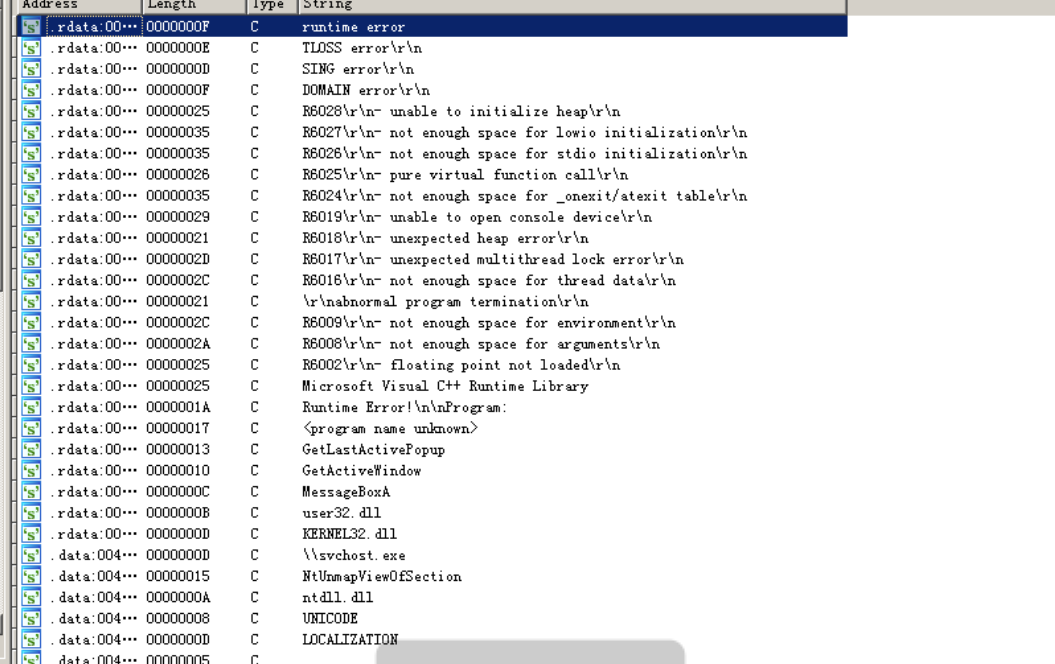 Address Length Type String
's' .rdata:00⋯ 0000000F C runtime error
's' .rdata:00⋯ 0000000E C TLOSS error\r\n
's' .rdata:00⋯ 0000000D C SING error\r\n
's' .rdata:00⋯ 0000000F C DOMAIN error\r\n
's' .rdata:00⋯ 00000025 C R6028\r\n- unable to initialize heap\r\n
's' .rdata:00⋯ 00000035 C R6027\r\n- not enough space for lowio initialization\r\n
's' .rdata:00⋯ 00000035 C R6026\r\n- not enough space for stdio initialization\r\n
's' .rdata:00⋯ 00000026 C R6025\r\n- pure virtual function call\r\n
's' .rdata:00⋯ 00000035 C R6024\r\n- not enough space for _onexit/atexit table\r\n
's' .rdata:00⋯ 00000029 C R6019\r\n- unable to open console device\r\n
's' .rdata:00⋯ 00000021 C R6018\r\n- unexpected heap error\r\n
's' .rdata:00⋯ 0000002D C R6017\r\n- unexpected multithread lock error\r\n
's' .rdata:00⋯ 0000002C C R6016\r\n- not enough space for thread data\r\n
's' .rdata:00⋯ 00000021 C \r\nabnormal program termination\r\n
's' .rdata:00⋯ 0000002C C R6009\r\n- not enough space for environment\r\n
's' .rdata:00⋯ 0000002A C R6008\r\n- not enough space for arguments\r\n
's' .rdata:00⋯ 00000025 C R6002\r\n- floating point not loaded\r\n
's' .rdata:00⋯ 00000025 C Microsoft Visual C++ Runtime Library
's' .rdata:00⋯ 0000001A C Runtime Error!\n\nProgram:
's' .rdata:00⋯ 00000017 C <program name unknown>
's' .rdata:00⋯ 00000013 C GetLastActivePopup
's' .rdata:00⋯ 00000010 C GetActiveWindow
's' .rdata:00⋯ 0000000C C MessageBoxA
's' .rdata:00⋯ 0000000B C user32.dll
's' .rdata:00⋯ 0000000D C KERNEL32.dll
's' .data:004⋯ 0000000D C \\svchost.exe
's' .data:004⋯ 00000015 C NtUnmapViewOfSection
's' .data:004⋯ 0000000A C ntdll.dll
's' .data:004⋯ 00000008 C UNICODE
's' .data:004⋯ 0000000D C LOCALIZATION
's' .data:004⋯ 00000005 C